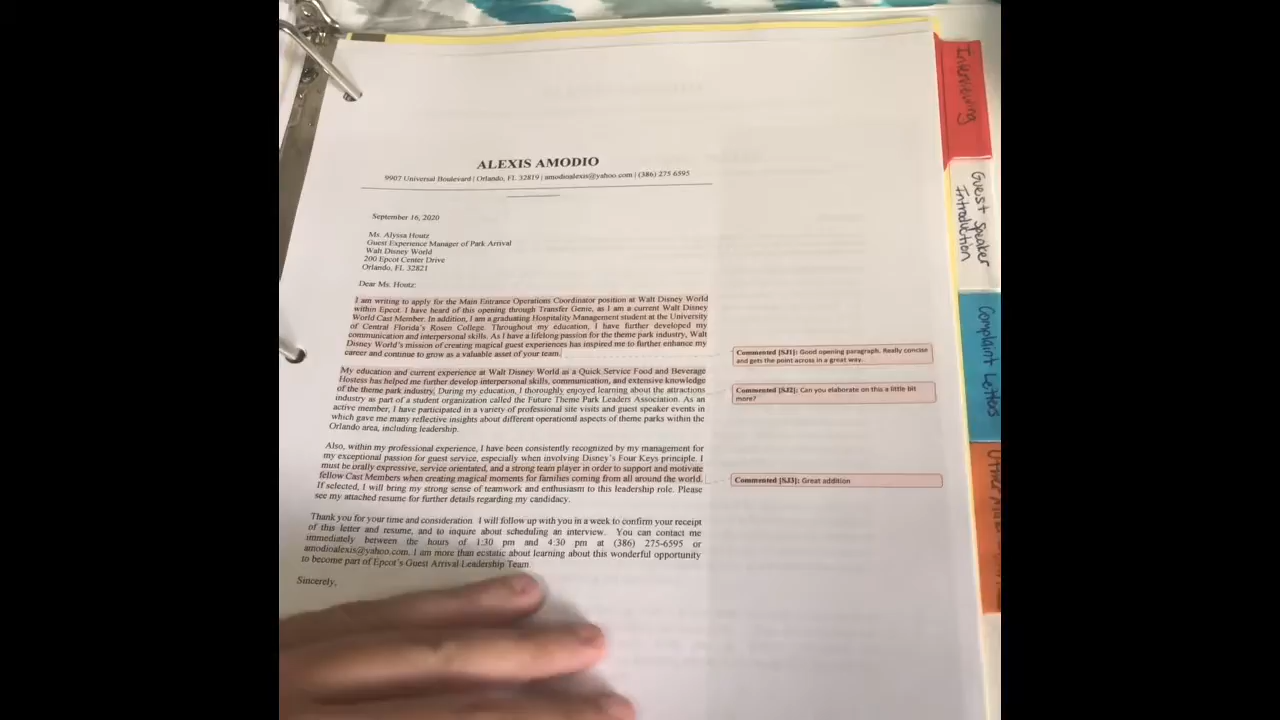 ALEXIS AMODIO
9907 Universal Boulevard | Orlando, FL 32819 | amodioalexis@yahoo.com | (386) 275 6595
September 16, 2020
Ms. Alyssa Houtz
Guest Experience Manager of Park Arrival
Walt Disney World
200 Epcot Center Drive
Orlando, FL 32821
Dear Ms. Houtz:
I am writing to apply for the Main Entrance Operations Coordinator position at Walt Disney World
within Epcot. I have heard of this opening through Transfer Genie, as I am a current Walt Disney
World Cast Member. In addition, I am a graduating Hospitality Management student at the University
of Central Florida's Rosen College. Throughout my education, I have further developed my
communication and interpersonal skills. As I have a lifelong passion for the theme park industry, Walt
Disney World's mission of creating magical guest experiences has inspired me to further enhance my
career and continue to grow as a valuable asset of your team.
Commented [SJ1]: Good opening paragraph. Really concise
and gets the point across in a great way.
My education and current experience at Walt Disney World as a Quick Service Food and Beverage
Hostess has helped me further develop interpersonal skills, communication, and extensive knowledge
of the theme park industry. During my education, I thoroughly enjoyed learning about the attractions
industry as part of a student organization called the Future Theme Park Leaders Association. As an
active member, I have participated in a variety of professional site visits and guest speaker events in
which gave me many reflective insights about different operational aspects of theme parks within the
Orlando area, including leadership.
Commented [SJ2]: Can you elaborate on this a little bit
more?
Also, within my professional experience, I have been consistently recognized by my management for
my exceptional passion for guest service, especially when involving Disney's Four Keys principle. I
must be orally expressive, service orientated, and a strong team player in order to support and motivate
fellow Cast Members when creating magical moments for families coming from all around the world.
If selected, I will bring my strong sense of teamwork and enthusiasm to this leadership role. Please
see my attached resume for further details regarding my candidacy.
Commented [SJ3]: Great addition
Thank you for your time and consideration. I will follow up with you in a week to confirm your receipt
of this letter and resume, and to inquire about scheduling an interview. You can contact me
immediately between the hours of 1:30 pm and 4:30 pm at (386) 275-6595 or
amodioalexis@yahoo.com. I am more than ecstatic about learning about this wonderful opportunity
to become part of Epcot's Guest Arrival Leadership Team.
Sincerely,
Interviewing
Guest Speaker
Introduction
Complaint Letters